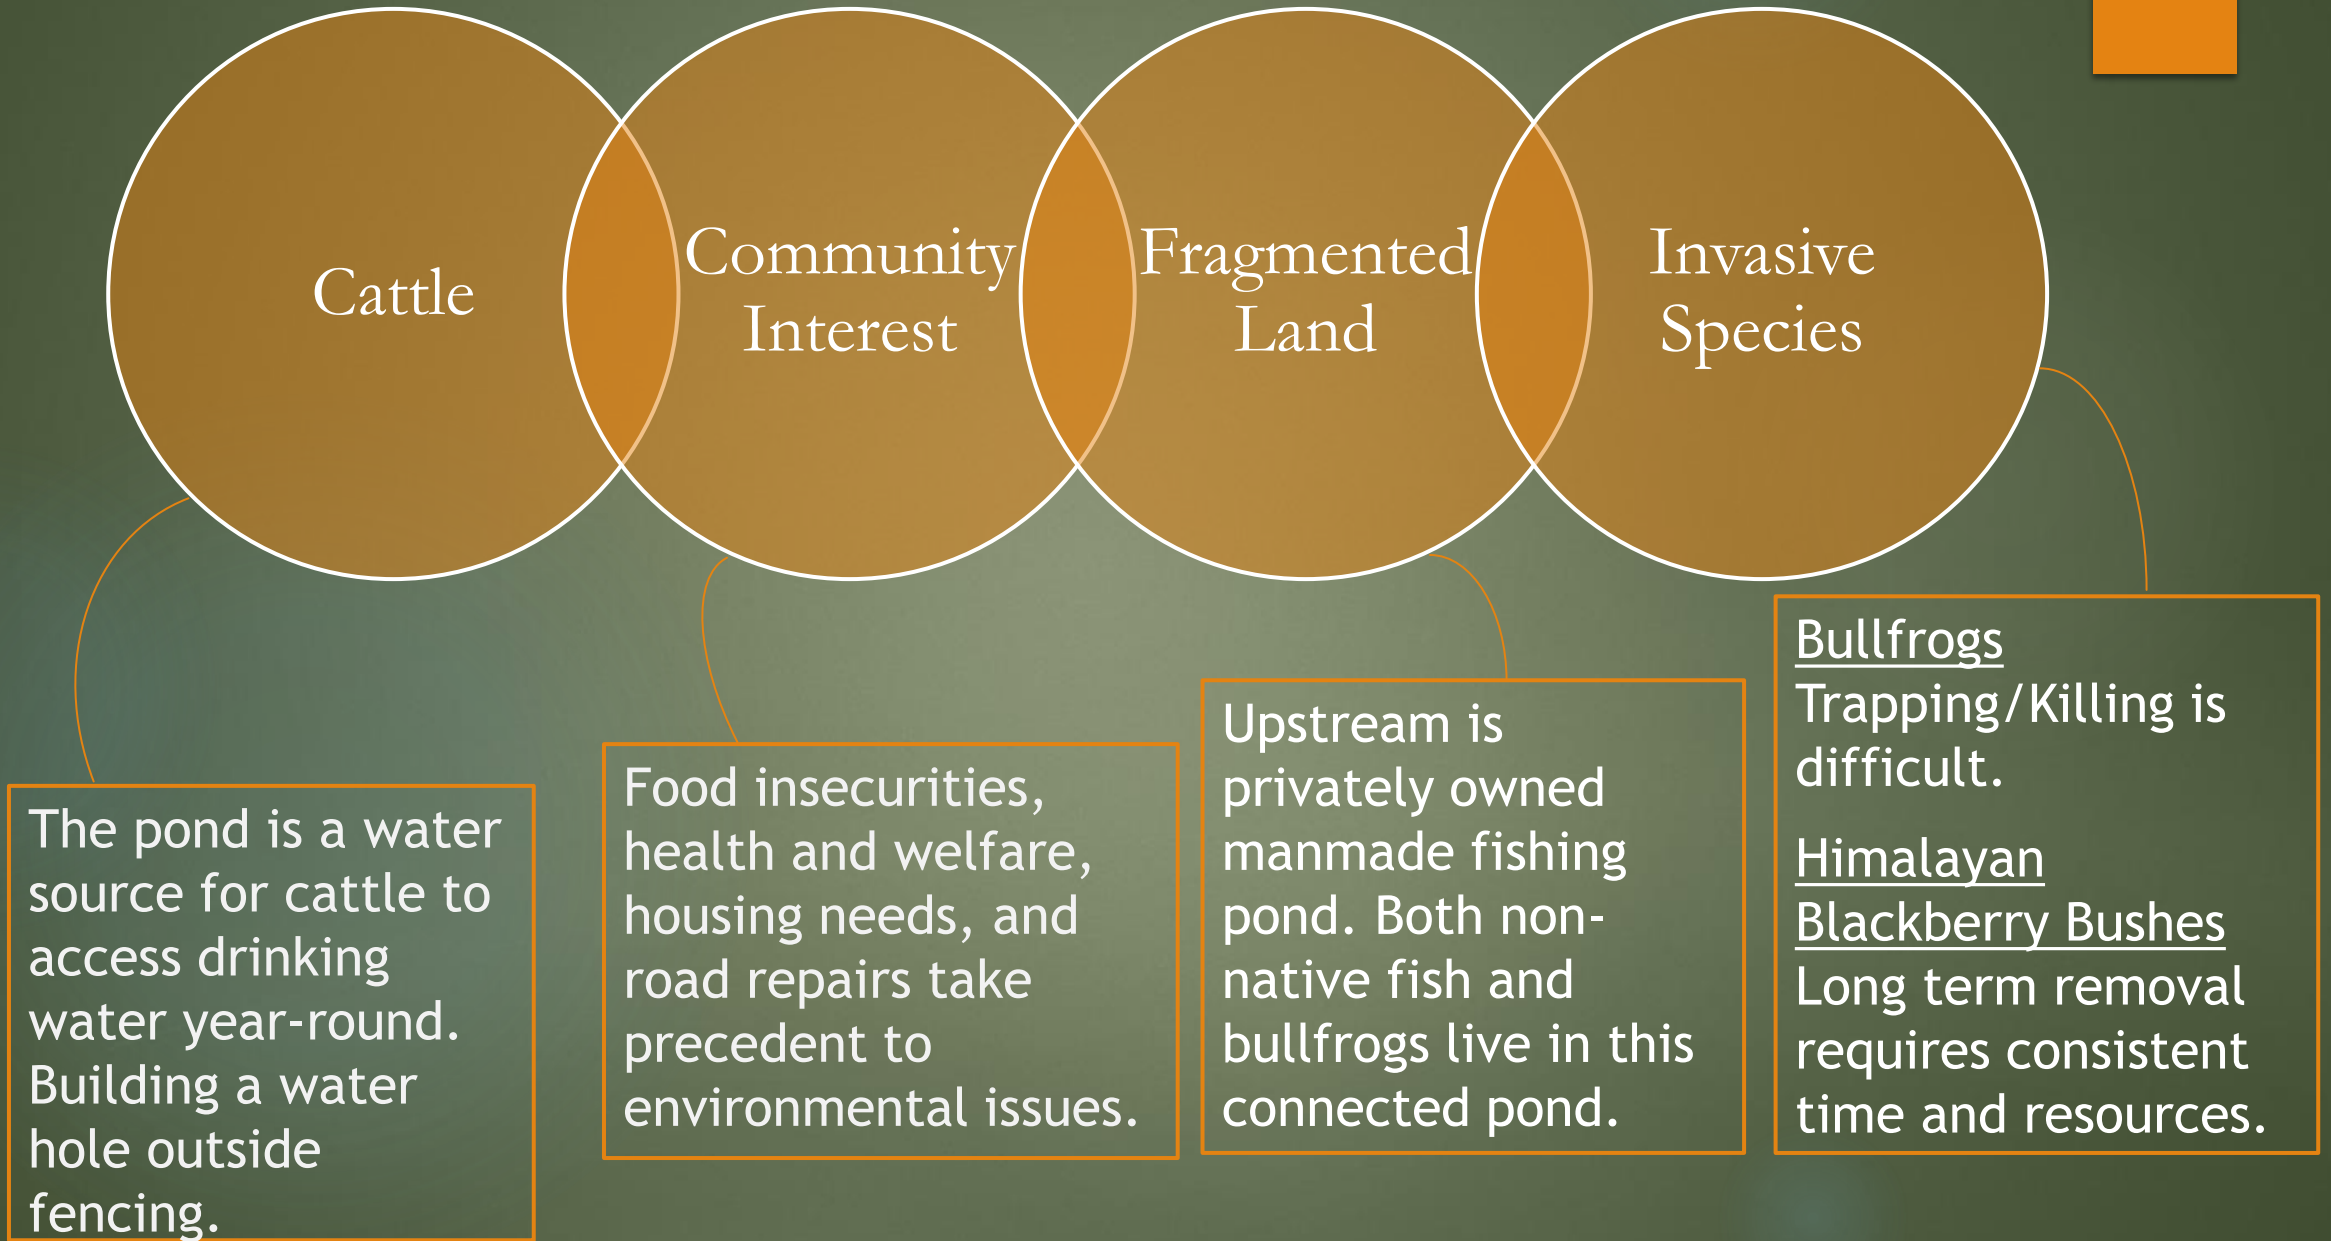 Cattle
Community
Interest
Fragmented
Land
Invasive
Species
The pond is a water
source for cattle to
access drinking
water year-round.
Building a water
hole outside
fencing.
Food insecurities,
health and welfare,
housing needs, and
road repairs take
precedent to
environmental issues.
Upstream is
privately owned
manmade fishing
pond. Both non-
native fish and
bullfrogs live in this
connected pond.
Bullfrogs
Trapping/Killing is
difficult.
Himalayan
Blackberry Bushes
Long term removal
requires consistent
time and resources.